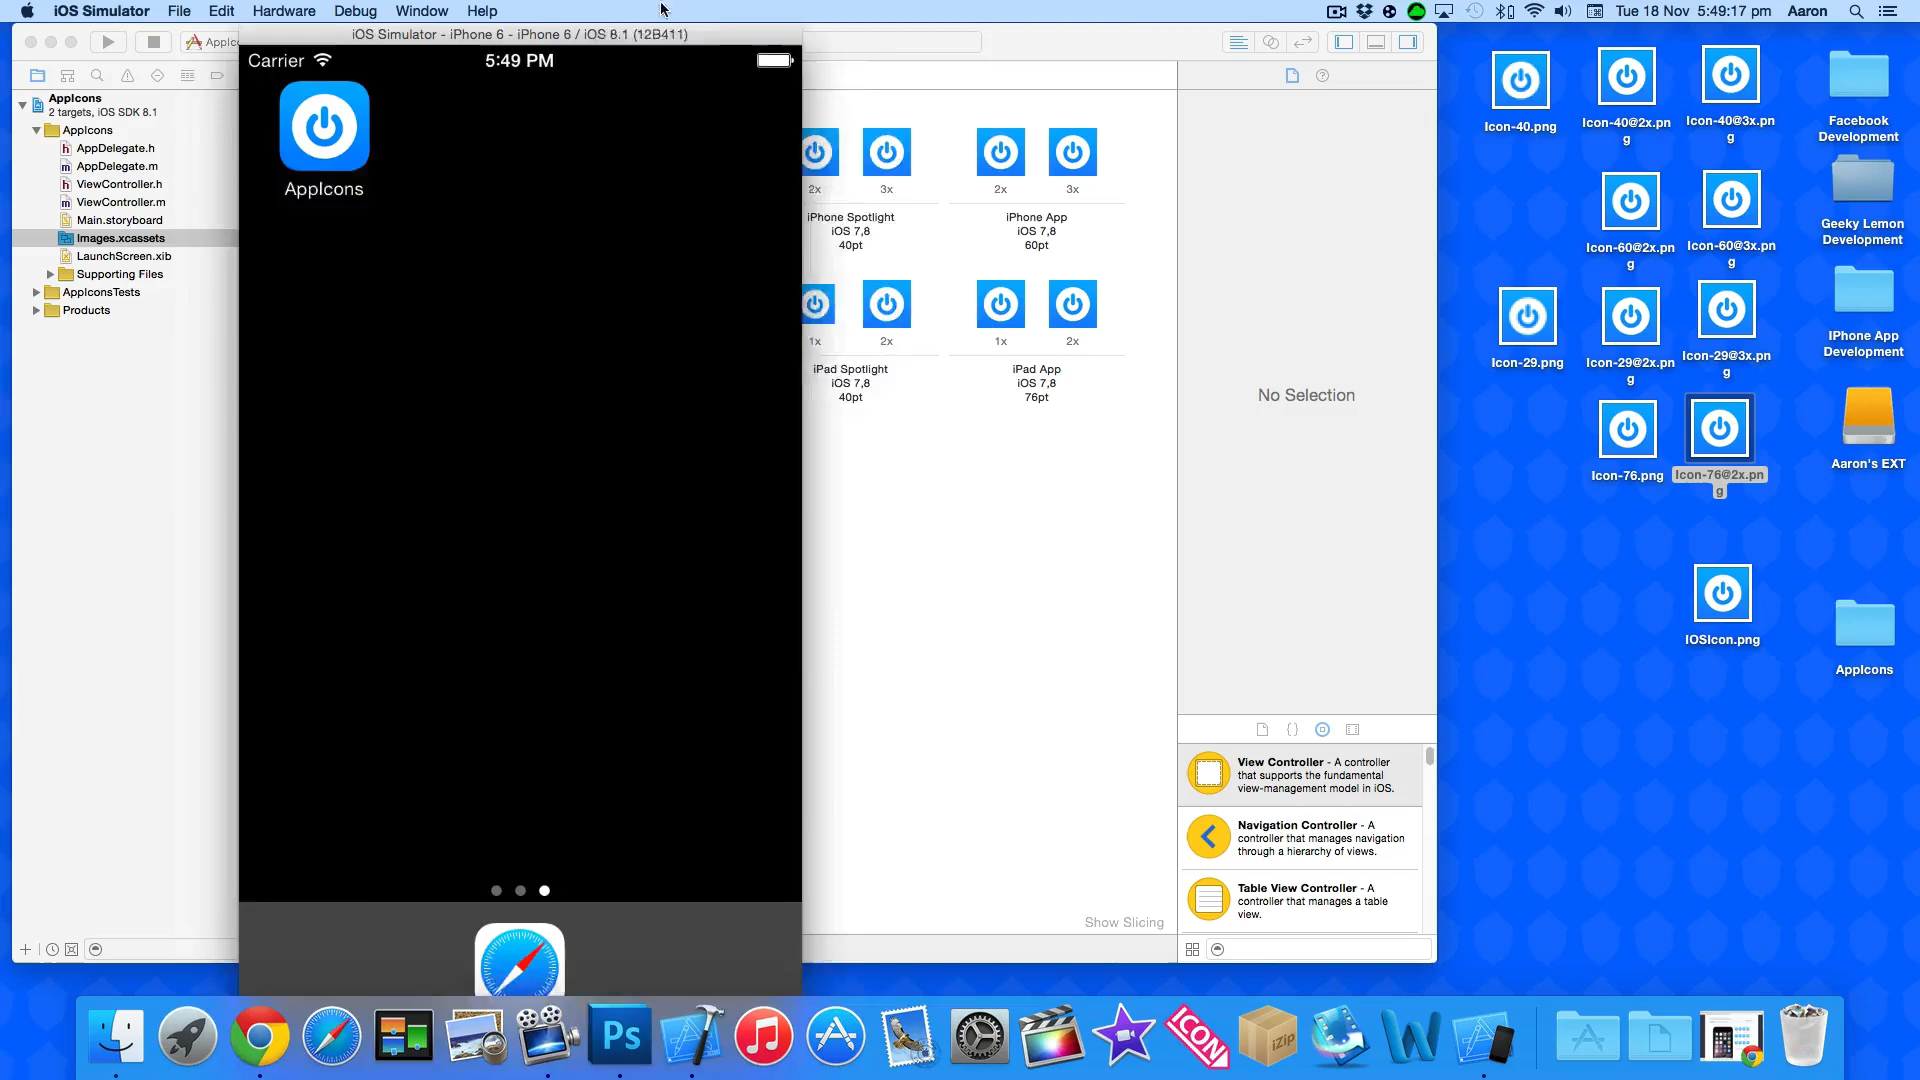 iOS Simulator File Edit Hardware Debug Window Help
Tue 18 Nov 5:49:17 pm Aaron
iOS Simulator - iPhone 6 - iPhone 6 / iOS 8.1 (12B411)
Carrier
5:49 PM
AppIcons
AppIcons
2 targets, iOS SDK 8.1
AppIcons
AppDelegate.h
AppDelegate.m
ViewController.h
ViewController.m
Main.storyboard
Images.xcassets
LaunchScreen.xib
Supporting Files
AppIconsTests
Products
2x 3x
iPhone Spotlight
iOS 7,8
40pt
2x 3x
iPhone App
iOS 7,8
60pt
1x 2x
iPad Spotlight
iOS 7,8
40pt
1x 2x
iPad App
iOS 7,8
76pt
Show Slicing
No Selection
View Controller - A controller
that supports the fundamental
view-management model in iOS.
Navigation Controller - A
controller that manages navigation
through a hierarchy of views.
Table View Controller - A
controller that manages a table
view.
Icon-40.png
Icon-40@2x.pn
g
Icon-40@3x.pn
g
Facebook
Development
Icon-60@2x.pn
g
Icon-60@3x.pn
g
Geeky Lemon
Development
Icon-29.png
Icon-29@2x.pn
g
Icon-29@3x.pn
g
IPhone App
Development
Icon-76.png
Icon-76@2x.pn
g
Aaron's EXT
IOSIcon.png
AppIcons
Ps
ICON
iZip
W